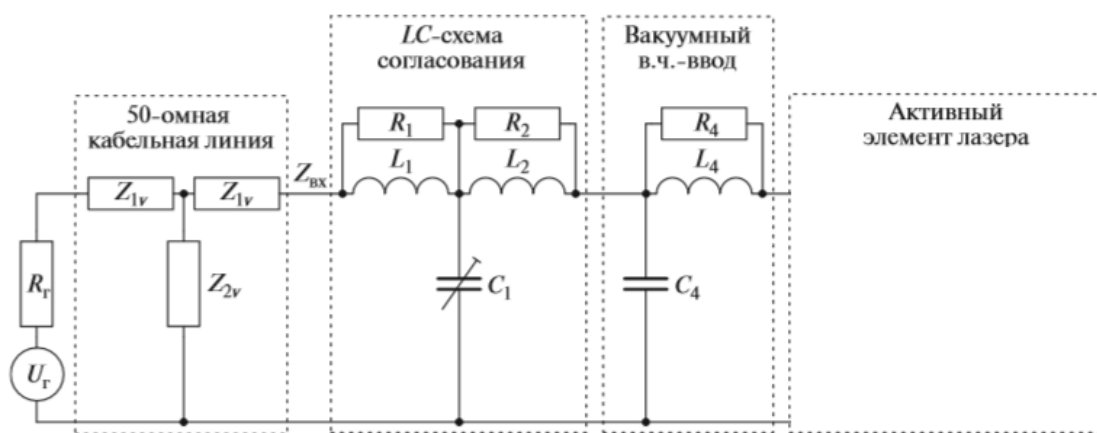 LC-схема
согласования
Вакуумный
в.ч.-ввод
50-омная
кабельная линия
Активный
элемент лазера
R₁
R₂
R₄
Zвх
L₁
L₂
L₄
Z₁ᵥ
Z₁ᵥ
Rг
Z₂ᵥ
C₁
C₄
Uг